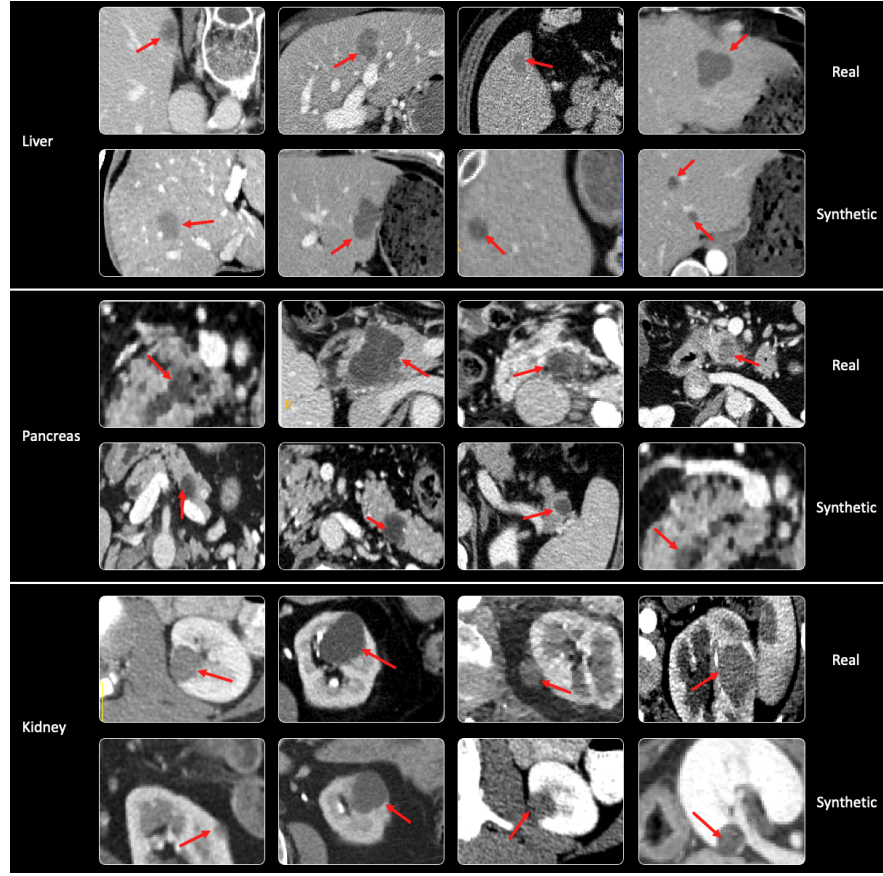 Real
Liver
Synthetic
Real
Pancreas
Synthetic
Real
Kidney
Synthetic